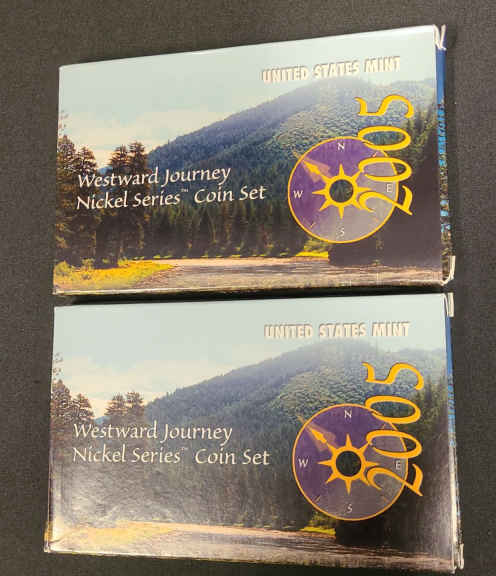 UNITED STATES MINT
2005
Westward Journey
Nickel Series™ Coin Set
N
W
E
S
UNITED STATES MINT
2005
Westward Journey
Nickel Series™ Coin Set
N
W
E
S